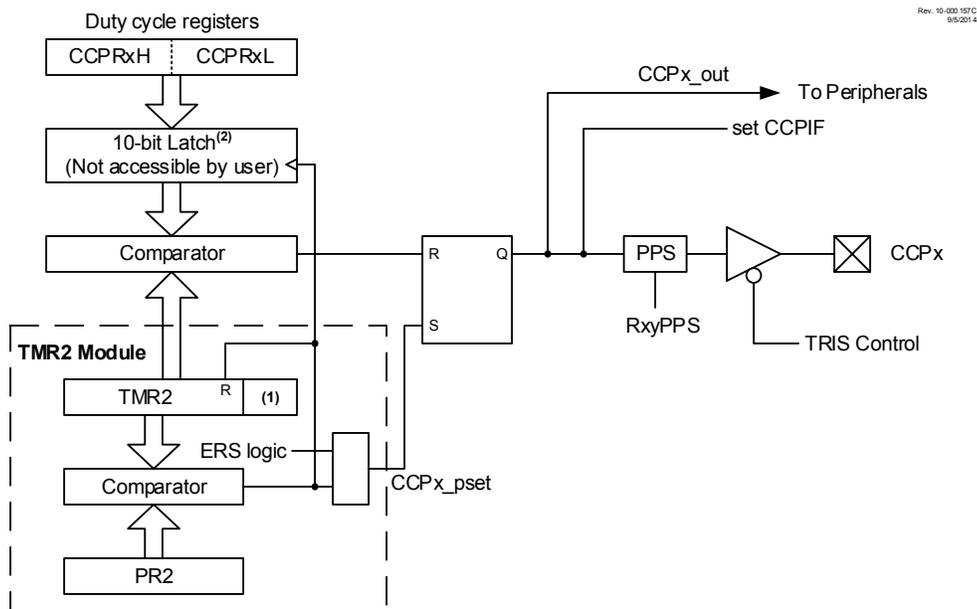 Rev. 10-000 157C
9/5/2014
Duty cycle registers
CCPRxH CCPRxL
CCPx_out
To Peripherals
set CCPIF
10-bit Latch(2)
(Not accessible by user)
Comparator
R Q
PPS
CCPx
S
RxyPPS
TRIS Control
TMR2 Module
TMR2 R (1)
ERS logic
Comparator
CCPx_pset
PR2